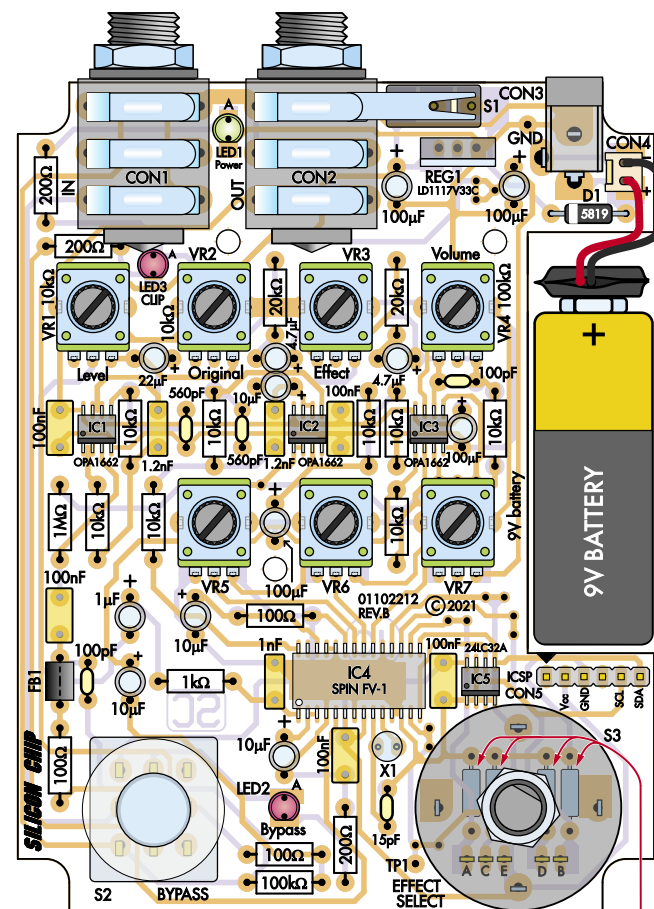 CON3
A
S1
GND
LED1
Power
CON4
–
+
200Ω
IN
CON1
OUT
CON2
+
REG1
LD1117V33C
+
100µF
100µF
D1
5819
200Ω
A
LED3
CLIP
VR2
VR3
Volume
VR1
10kΩ
10kΩ
20kΩ
20kΩ
VR4
100kΩ
4.7µF
+
22µF
+
+
+
Level
Original
Effect
4.7µF
100pF
560pF
10µF
+
100nF
100nF
IC1
10kΩ
10kΩ
IC2
10kΩ
10kΩ
IC3
+
10kΩ
OPA1662
1.2nF
560pF
1.2nF
OPA1662
OPA1662
100µF
1MΩ
10kΩ
10kΩ
+
10kΩ
9V battery
9V BATTERY
+
VR5
100µF
VR6
VR7
100nF
1µF
+
+
10µF
100Ω
01102212
REV.B
© 2021
FB1
100pF
+
10µF
1kΩ
1nF
IC4
SPIN FV-1
100nF
24LC32A
IC5
ICSP
CON5
Vcc
GND
SCL
SDA
SC
100Ω
SILICON CHIP
10µF
+
100nF
X1
S3
LED2
A
Bypass
15pF
200Ω
100Ω
100kΩ
TP1
A
C
E
D
B
S2
BYPASS
EFFECT
SELECT